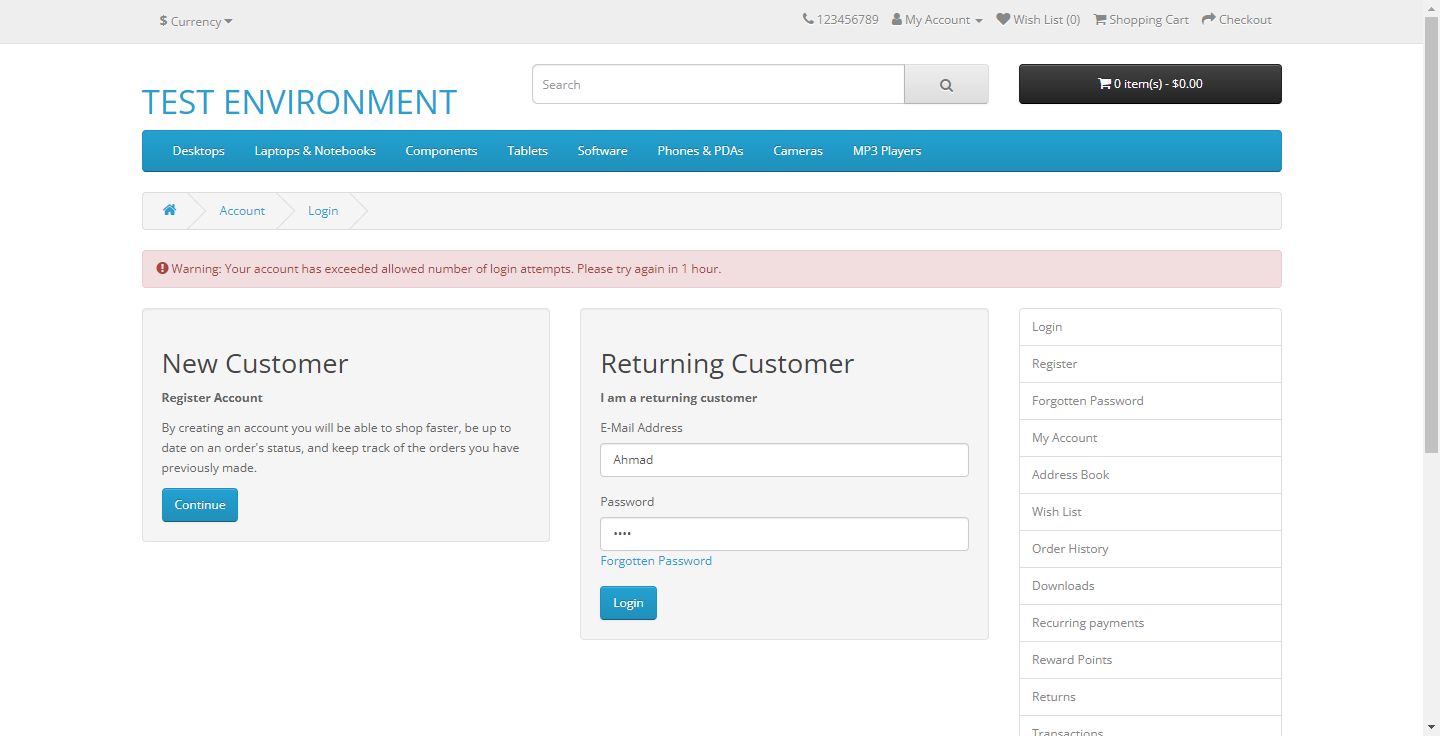 $ Currency
123456789 My Account Wish List (0) Shopping Cart Checkout
TEST ENVIRONMENT
Search
0 item(s) - $0.00
Desktops Laptops & Notebooks Components Tablets Software Phones & PDAs Cameras MP3 Players
Account Login
Warning: Your account has exceeded allowed number of login attempts. Please try again in 1 hour.
New Customer
Register Account
By creating an account you will be able to shop faster, be up to
date on an order's status, and keep track of the orders you have
previously made.
Continue
Returning Customer
I am a returning customer
E-Mail Address
Ahmad
Password
••••
Forgotten Password
Login
Login
Register
Forgotten Password
My Account
Address Book
Wish List
Order History
Downloads
Recurring payments
Reward Points
Returns
Transactions